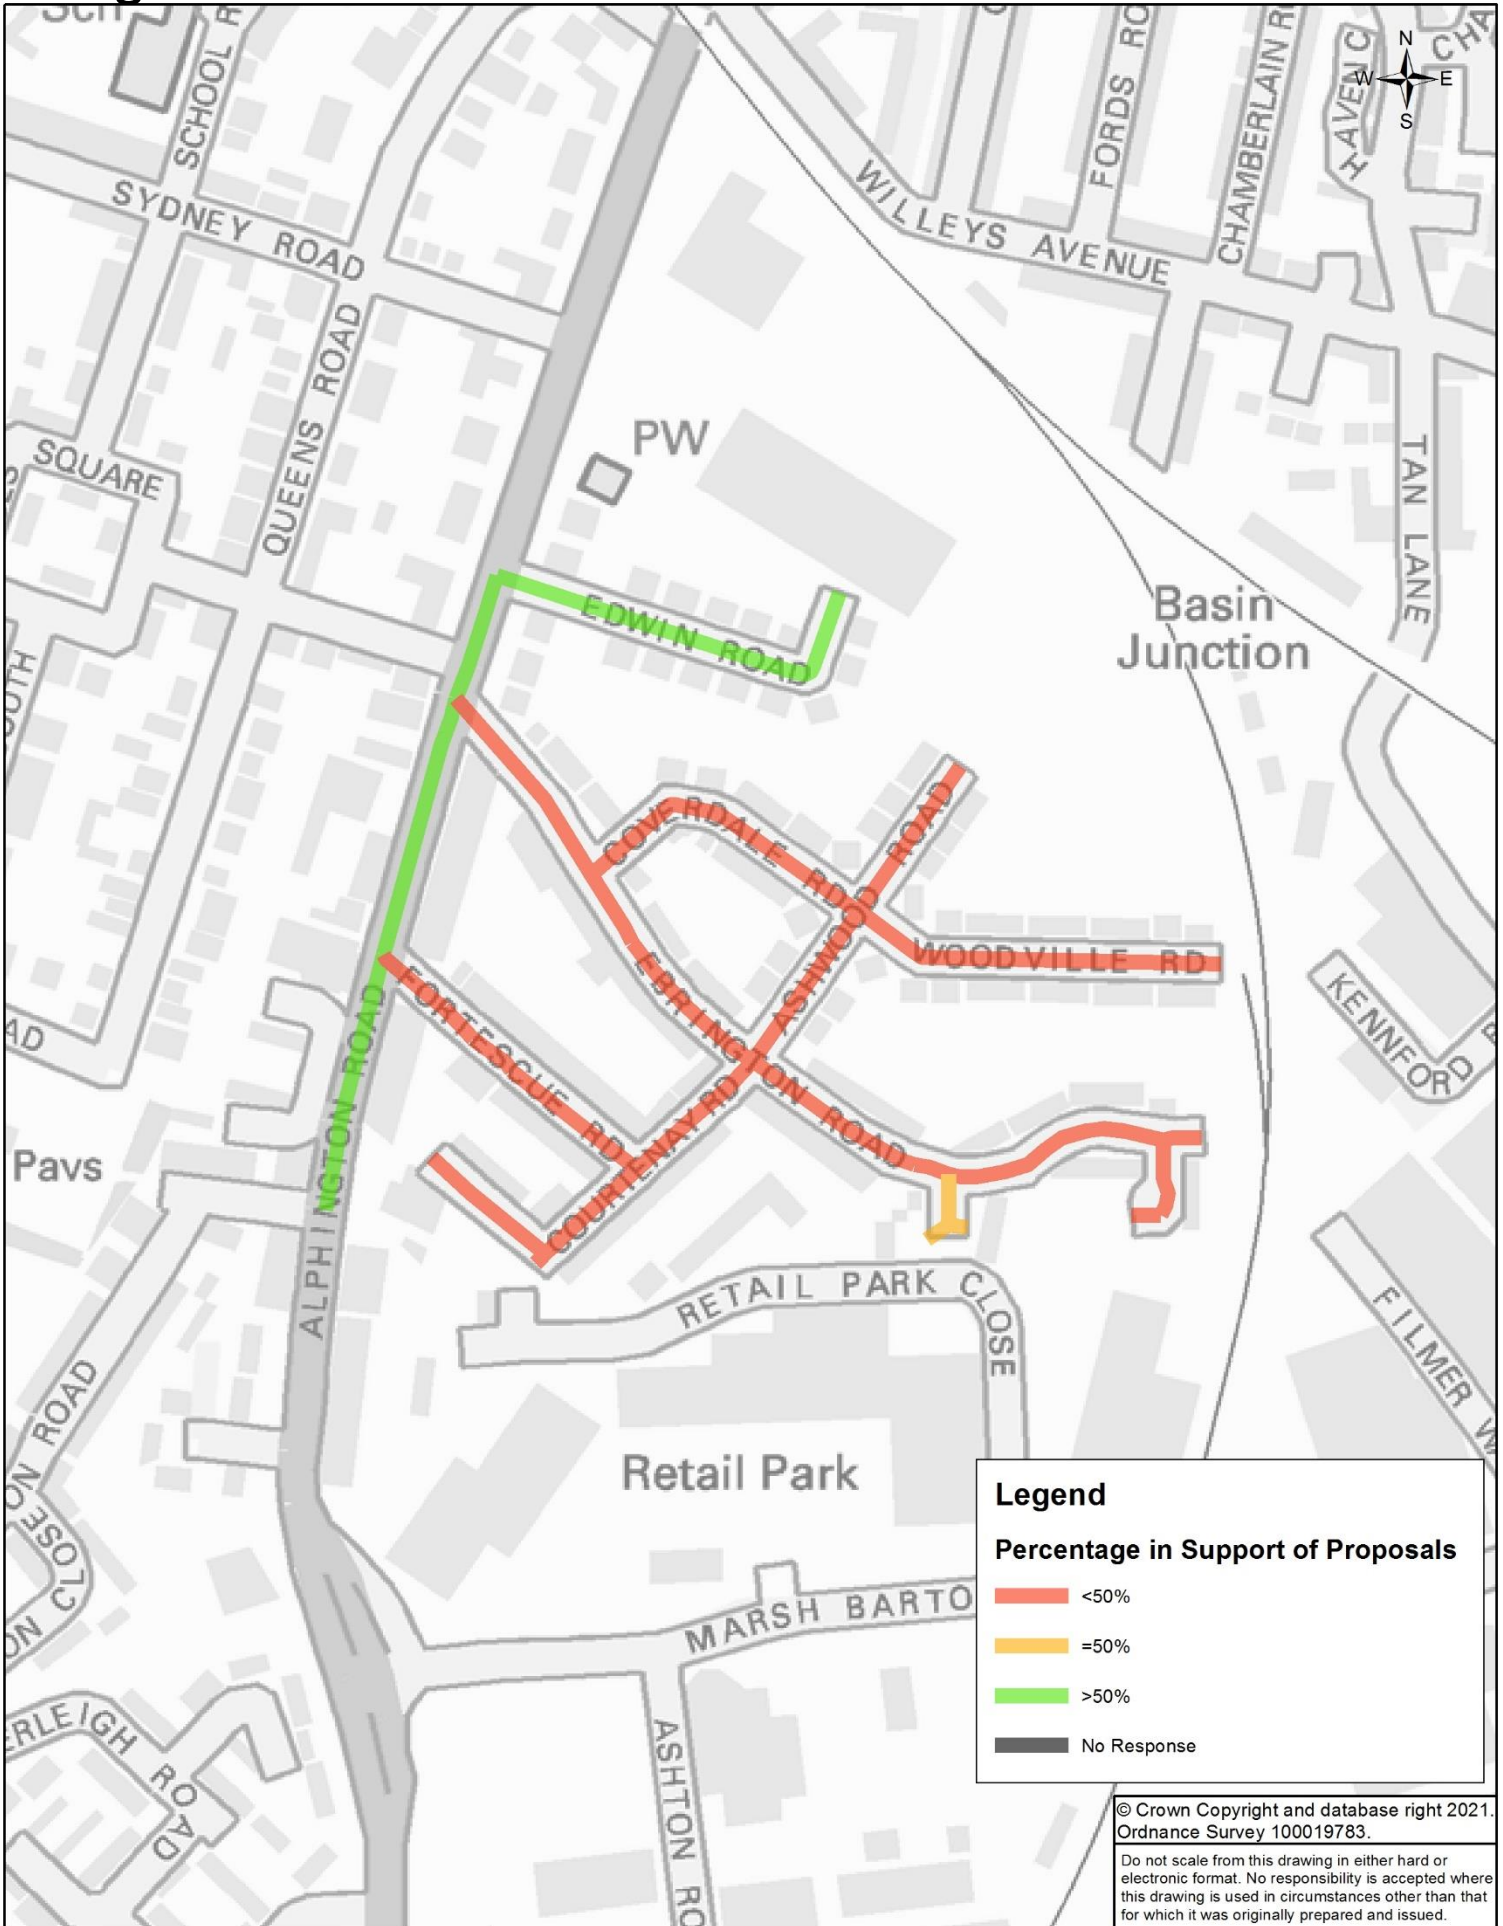 SCHOOL R
N
W
E
S
HAVEN C
CHA
FORDS RO
CHAMBERLAIN R
SYDNEY ROAD
WILLEYS AVENUE
QUEENS ROAD
PW
SQUARE
TAN LANE
EDWIN ROAD
Basin
Junction
OUTH
COVERDALE RD
ASHWOOD ROAD
WOODVILLE RD
EBRINGTON ROAD
FORTESCUE RD
KENNFORD
AD
COURTENAY RD
Pavs
ALPHINGTON ROAD
RETAIL PARK CLOSE
FILMER W
ON ROAD
Retail Park
ON CLOSE
MARSH BARTO
ERLEIGH ROAD
ASHTON RO
Legend
Percentage in Support of Proposals
<50%
=50%
>50%
No Response
© Crown Copyright and database right 2021.
Ordnance Survey 100019783.
Do not scale from this drawing in either hard or
electronic format. No responsibility is accepted where
this drawing is used in circumstances other than that
for which it was originally prepared and issued.